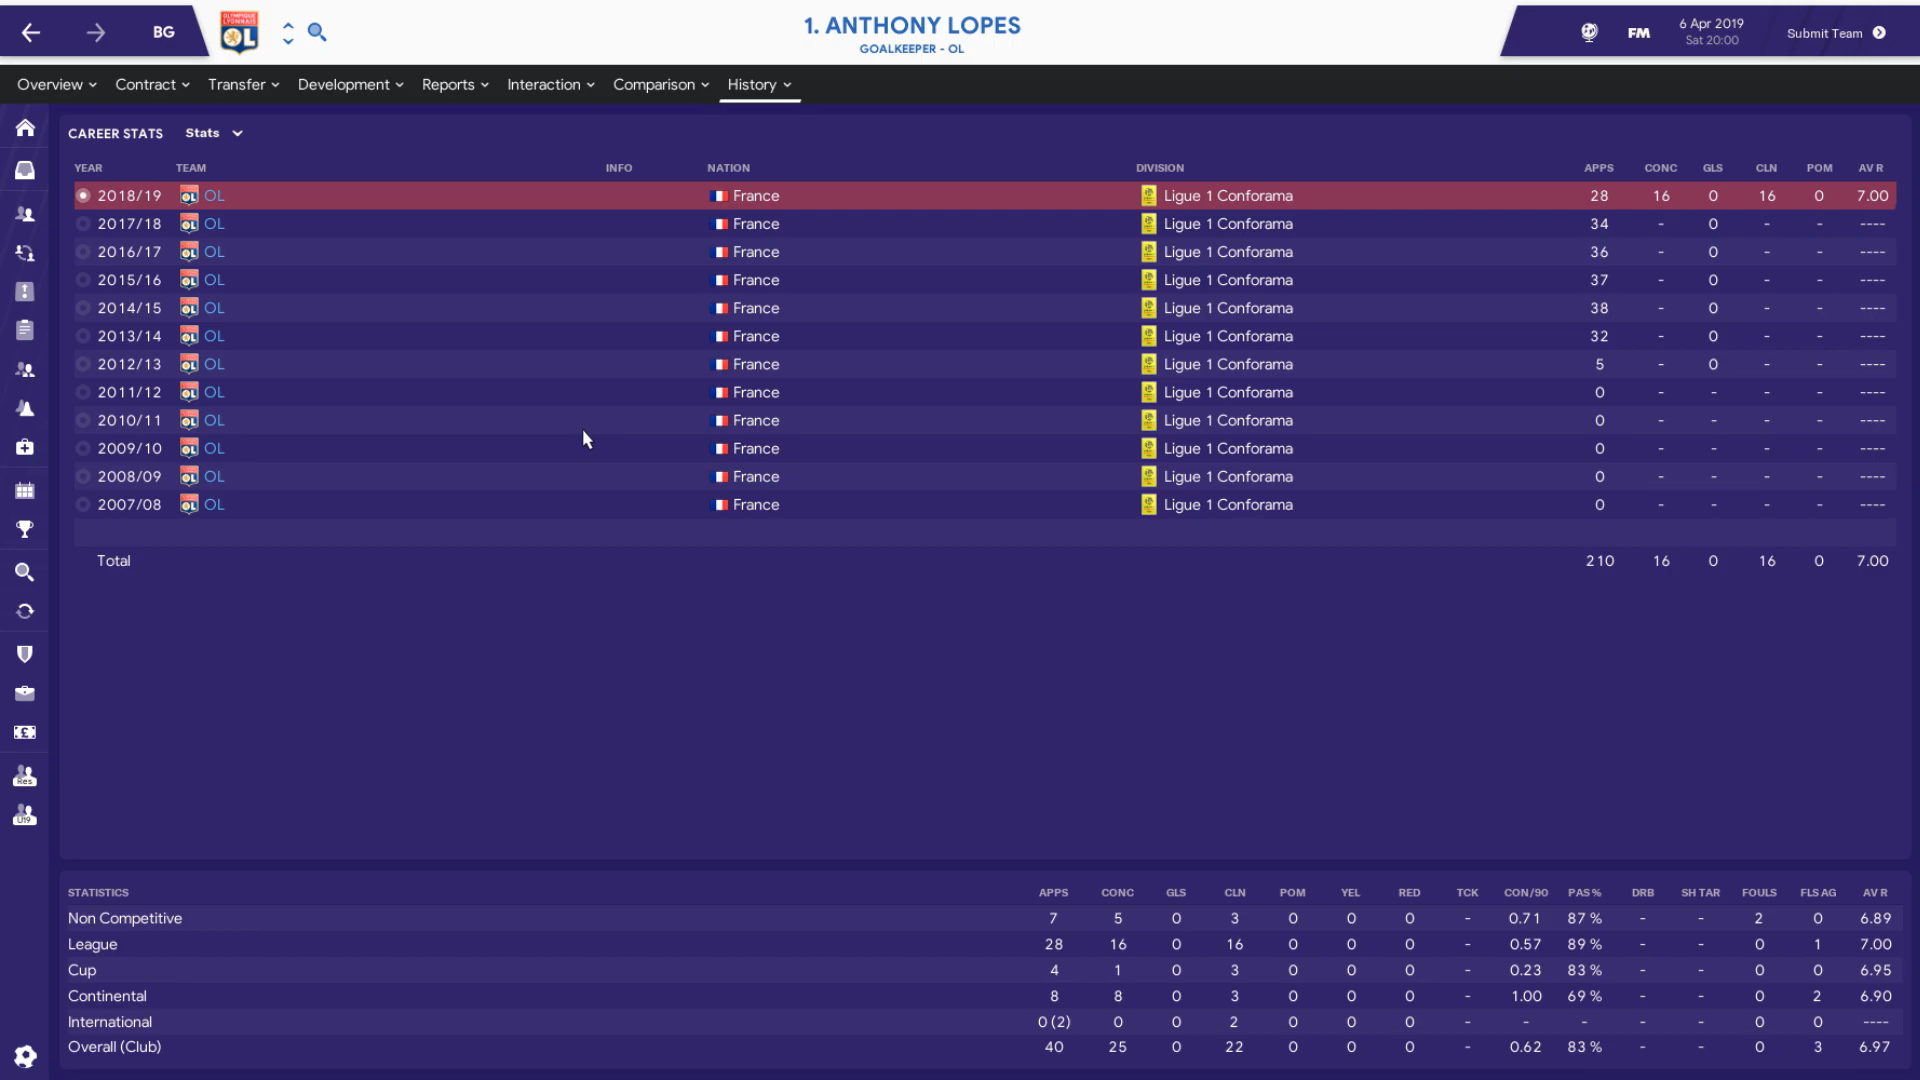 BG
1. ANTHONY LOPES
GOALKEEPER - OL
FM
6 Apr 2019
Sat 20:00
Submit Team
Overview Contract Transfer Development Reports Interaction Comparison History
CAREER STATS Stats
YEAR TEAM INFO NATION DIVISION APPS CONC GLS CLN POM AV R
2018/19 OL France Ligue 1 Conforama 28 16 0 16 0 7.00
2017/18 OL France Ligue 1 Conforama 34 - 0 - - ----
2016/17 OL France Ligue 1 Conforama 36 - 0 - - ----
2015/16 OL France Ligue 1 Conforama 37 - 0 - - ----
2014/15 OL France Ligue 1 Conforama 38 - 0 - - ----
2013/14 OL France Ligue 1 Conforama 32 - 0 - - ----
2012/13 OL France Ligue 1 Conforama 5 - 0 - - ----
2011/12 OL France Ligue 1 Conforama 0 - - - - ----
2010/11 OL France Ligue 1 Conforama 0 - - - - ----
2009/10 OL France Ligue 1 Conforama 0 - - - - ----
2008/09 OL France Ligue 1 Conforama 0 - - - - ----
2007/08 OL France Ligue 1 Conforama 0 - - - - ----
Total 210 16 0 16 0 7.00
STATISTICS APPS CONC GLS CLN POM YEL RED TCK CON/90 PAS % DRB SH TAR FOULS FLS AG AV R
Non Competitive 7 5 0 3 0 0 0 - 0.71 87 % - - 2 0 6.89
League 28 16 0 16 0 0 0 - 0.57 89 % - - 0 1 7.00
Cup 4 1 0 3 0 0 0 - 0.23 83 % - - 0 0 6.95
Continental 8 8 0 3 0 0 0 - 1.00 69 % - - 0 2 6.90
International 0 (2) 0 0 2 0 0 0 - - - - - 0 0 ----
Overall (Club) 40 25 0 22 0 0 0 - 0.62 83 % - - 0 3 6.97
Res
U19